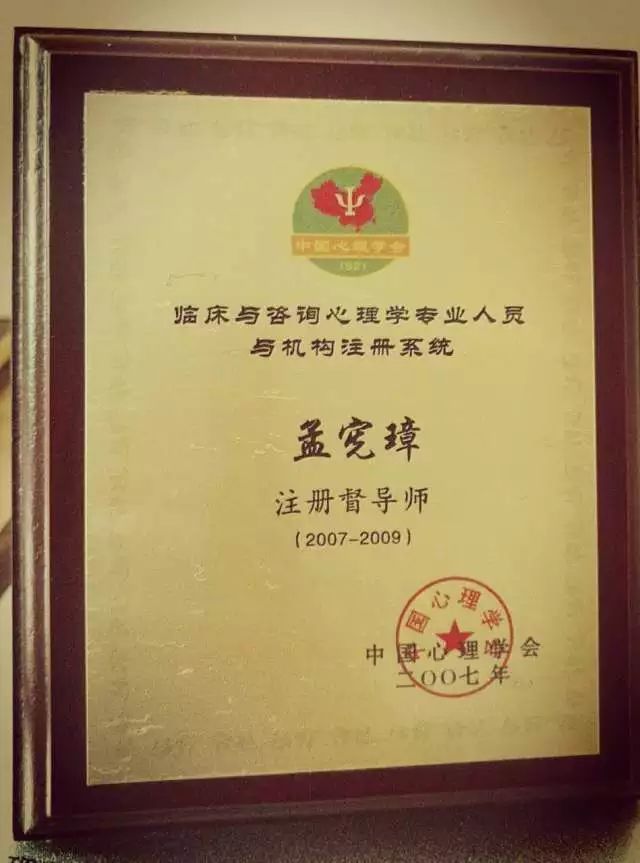 中国心理学会
1921
临床与咨询心理学专业人员
与机构注册系统
孟宪璋
注册督导师
(2007-2009)
中国心理学会
中国心理学会
二〇〇七年